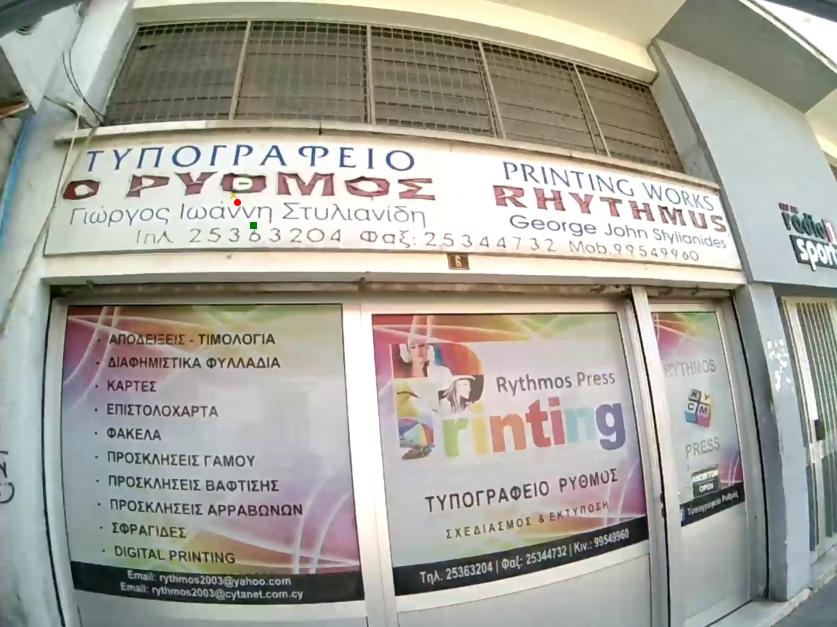 ΤΥΠΟΓΡΑΦΕΙΟ
Ο ΡΥΘΜΟΣ
Γιώργος Ιωάννη Στυλιανίδη
Τηλ. 25363204 Φαξ: 25344732 Mob. 99549960
PRINTING WORKS
RHYTHMUS
George John Stylianides
6
radio
sport
· ΑΠΟΔΕΙΞΕΙΣ - ΤΙΜΟΛΟΓΙΑ
· ΔΙΑΦΗΜΙΣΤΙΚΑ ΦΥΛΛΑΔΙΑ
· ΚΑΡΤΕΣ
· ΕΠΙΣΤΟΛΟΧΑΡΤΑ
· ΦΑΚΕΛΑ
· ΠΡΟΣΚΛΗΣΕΙΣ ΓΑΜΟΥ
· ΠΡΟΣΚΛΗΣΕΙΣ ΒΑΦΤΙΣΗΣ
· ΠΡΟΣΚΛΗΣΕΙΣ ΑΡΡΑΒΩΝΩΝ
· ΣΦΡΑΓΙΔΕΣ
· DIGITAL PRINTING
Email: rythmos2003@yahoo.com
Email: rythmos2003@cytanet.com.cy
Rythmos Press
Printing
ΤΥΠΟΓΡΑΦΕΙΟ ΡΥΘΜΟΣ
ΣΧΕΔΙΑΣΜΟΣ & ΕΚΤΥΠΩΣΗ
Τηλ. 25363204 | Φαξ: 25344732 | Κιν.: 99549960
RYTHMOS
R Y
C M
PRESS
ΑΝΟΙΚΤΟΝ
OPEN
Τυπογραφείο Ρυθμός